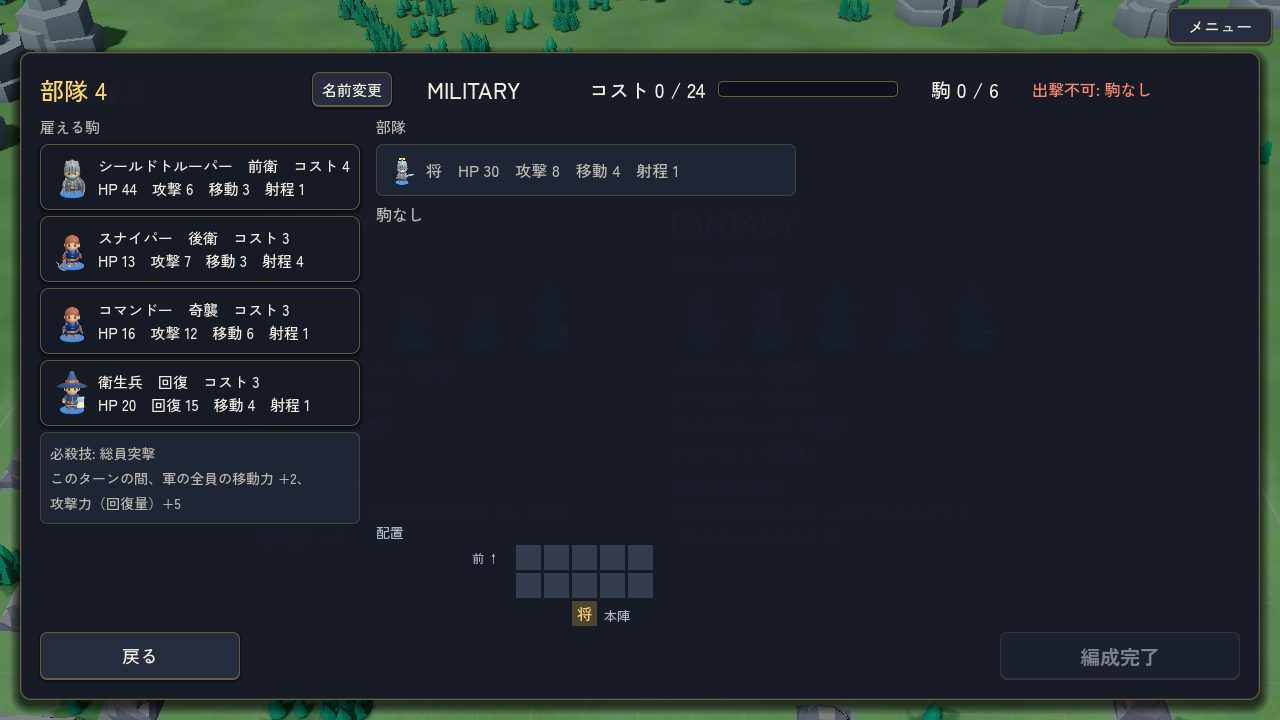 メニュー
部隊 4
名前変更
MILITARY
コスト 0 / 24
駒 0 / 6
出撃不可: 駒なし
雇える駒
部隊
シールドトルーパー　前衛　コスト 4
HP 44　攻撃 6　移動 3　射程 1
将　HP 30　攻撃 8　移動 4　射程 1
駒なし
FANTASY
スナイパー　後衛　コスト 3
HP 13　攻撃 7　移動 3　射程 4
コマンドー　奇襲　コスト 3
HP 16　攻撃 12　移動 6　射程 1
衛生兵　回復　コスト 3
HP 20　回復 15　移動 4　射程 1
必殺技: 総員突撃
このターンの間、軍の全員の移動力 +2、
攻撃力（回復量）+5
配置
前 ↑
将 本陣
戻る
編成完了